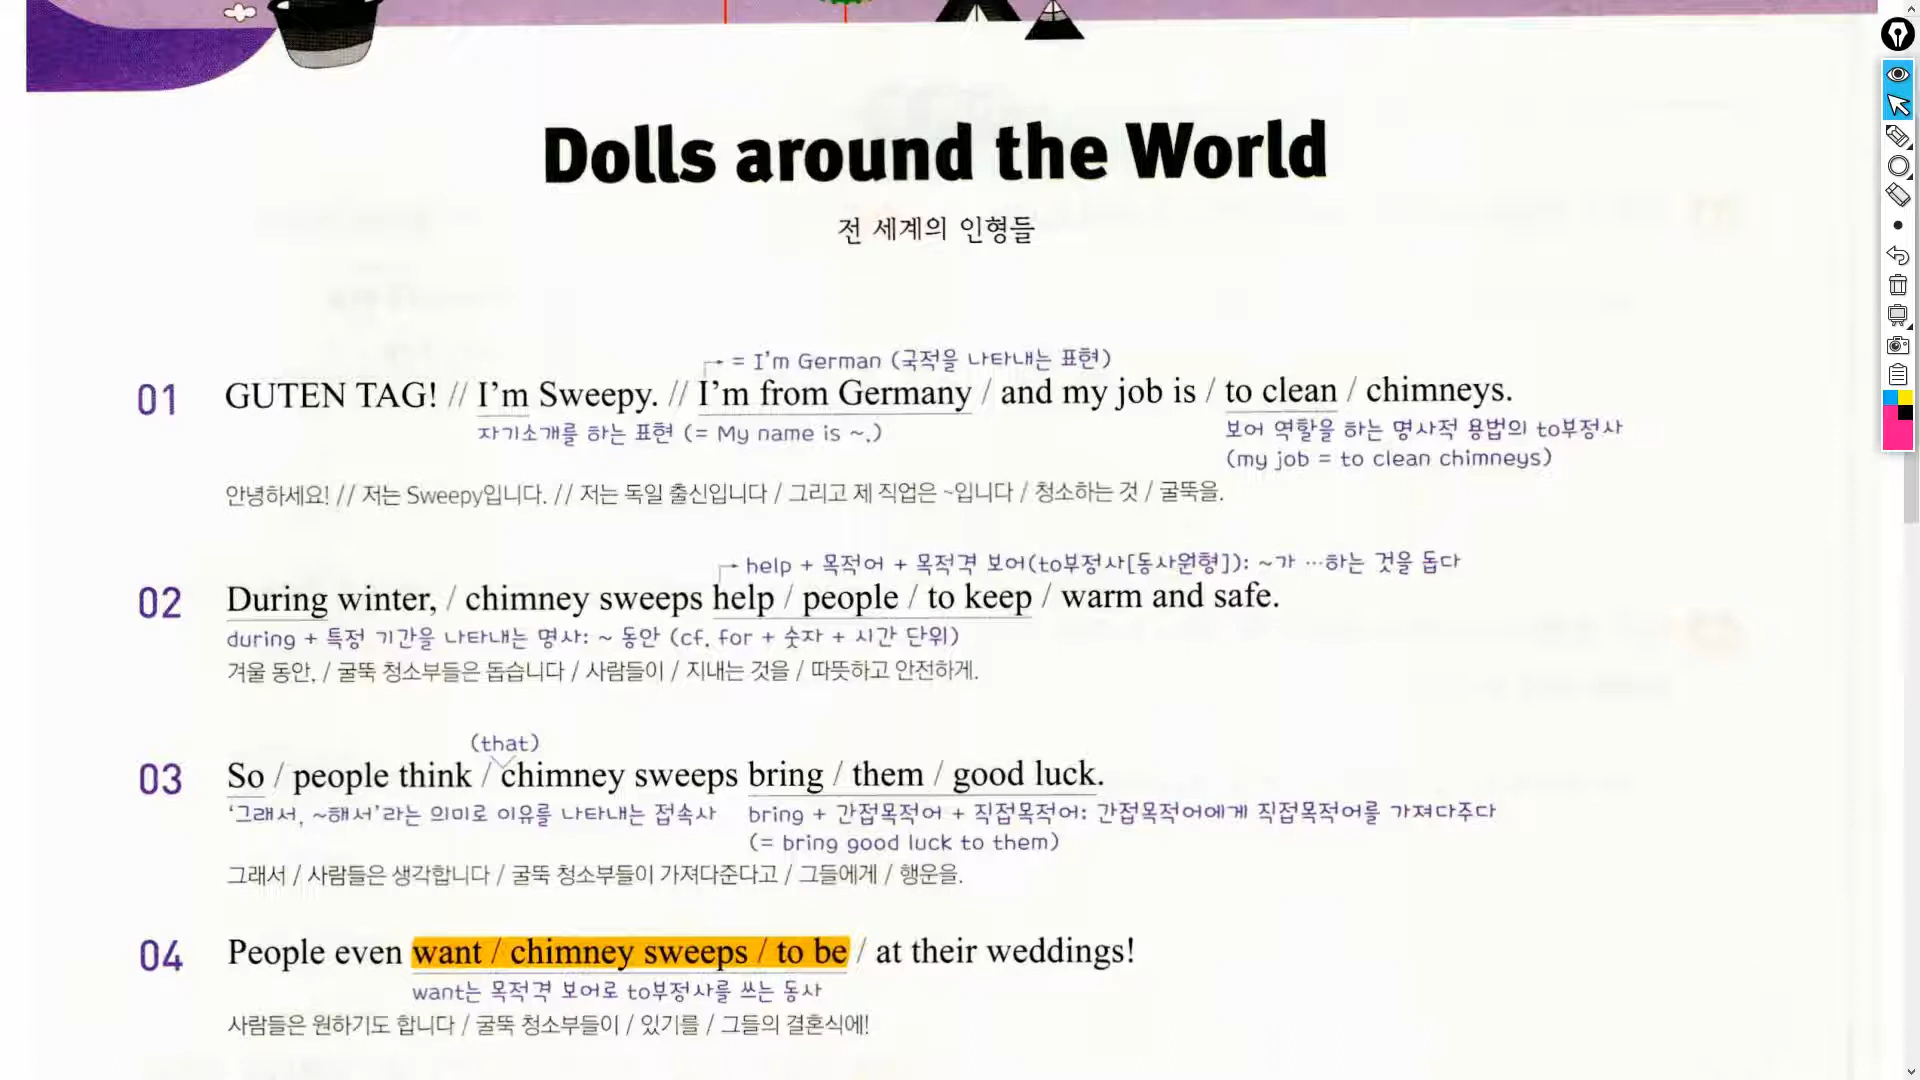 Dolls around the World
전 세계의 인형들
= I'm German (국적을 나타내는 표현)
01 GUTEN TAG! // I'm Sweepy. // I'm from Germany / and my job is / to clean / chimneys.
자기소개를 하는 표현 (= My name is ~.) 보어 역할을 하는 명사적 용법의 to부정사
(my job = to clean chimneys)
안녕하세요! // 저는 Sweepy입니다. // 저는 독일 출신입니다 / 그리고 제 직업은 ~입니다 / 청소하는 것 / 굴뚝을.
help + 목적어 + 목적격 보어(to부정사[동사원형]): ~가 …하는 것을 돕다
02 During winter, / chimney sweeps help / people / to keep / warm and safe.
during + 특정 기간을 나타내는 명사: ~ 동안 (cf. for + 숫자 + 시간 단위)
겨울 동안, / 굴뚝 청소부들은 돕습니다 / 사람들이 / 지내는 것을 / 따뜻하고 안전하게.
(that)
03 So / people think / chimney sweeps bring / them / good luck.
'그래서, ~해서'라는 의미로 이유를 나타내는 접속사 bring + 간접목적어 + 직접목적어: 간접목적어에게 직접목적어를 가져다주다
(= bring good luck to them)
그래서 / 사람들은 생각합니다 / 굴뚝 청소부들이 가져다준다고 / 그들에게 / 행운을.
04 People even want / chimney sweeps / to be / at their weddings!
want는 목적격 보어로 to부정사를 쓰는 동사
사람들은 원하기도 합니다 / 굴뚝 청소부들이 / 있기를 / 그들의 결혼식에!